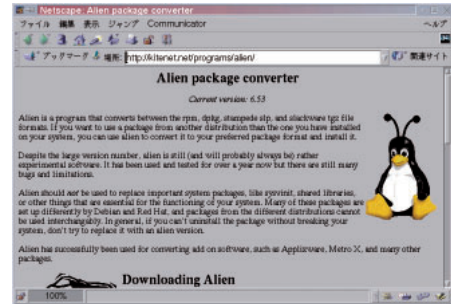 Netscape: Alien package converter
ファイル 編集 表示 ジャンプ Communicator ヘルプ
ブックマーク 場所: http://kitenet.net/programs/alien/ 関連サイト
Alien package converter
Current version: 6.53
Alien is a program that converts between the rpm, dpkg, stampede slp, and slackware tgz file
formats. If you want to use a package from another distribution than the one you have installed
on your system, you can use alien to convert it to your preferred package format and install it.
Despite the large version number, alien is still (and will probably always be) rather
experimental software. It has been used and tested for over a year now but there are still many
bugs and limitations.
Alien should not be used to replace important system packages, like sysvinit, shared libraries,
or other things that are essential for the functioning of your system. Many of these packages are
set up differently by Debian and Red Hat, and packages from the different distributions cannot
be used interchangably. In general, if you can't uninstall the package without breaking your
system, don't try to replace it with an alien version.
Alien has successfully been used for converting add on software, such as Applixware, Metro X, and many other
packages.
Downloading Alien
100%